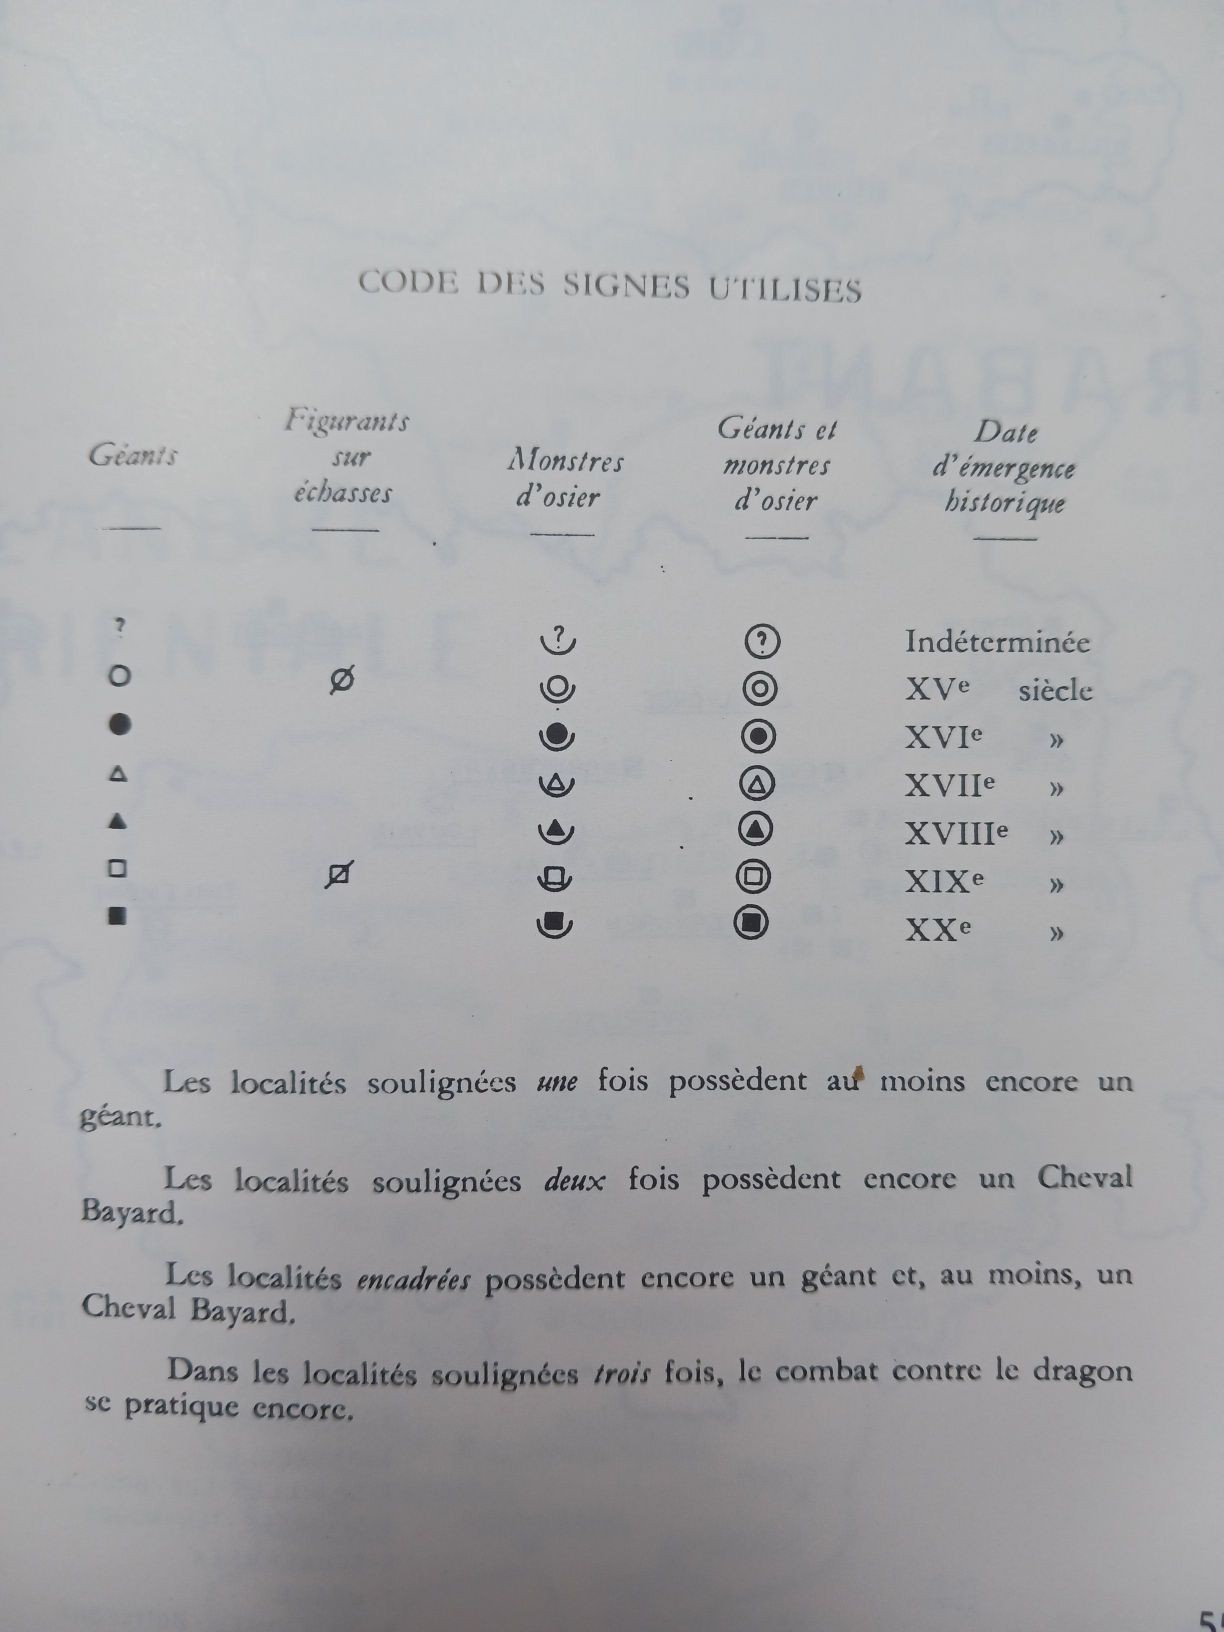 CODE DES SIGNES UTILISES
Géants
Figurants
sur
échasses
Monstres
d'osier
Géants et
monstres
d'osier
Date
d'émergence
historique
? ? ? Indéterminée
XVe siècle
XVIe »
XVIIe »
XVIIIe »
XIXe »
XXe »
Les localités soulignées une fois possèdent au moins encore un
géant.
Les localités soulignées deux fois possèdent encore un Cheval
Bayard.
Les localités encadrées possèdent encore un géant et, au moins, un
Cheval Bayard.
Dans les localités soulignées trois fois, le combat contre le dragon
se pratique encore.